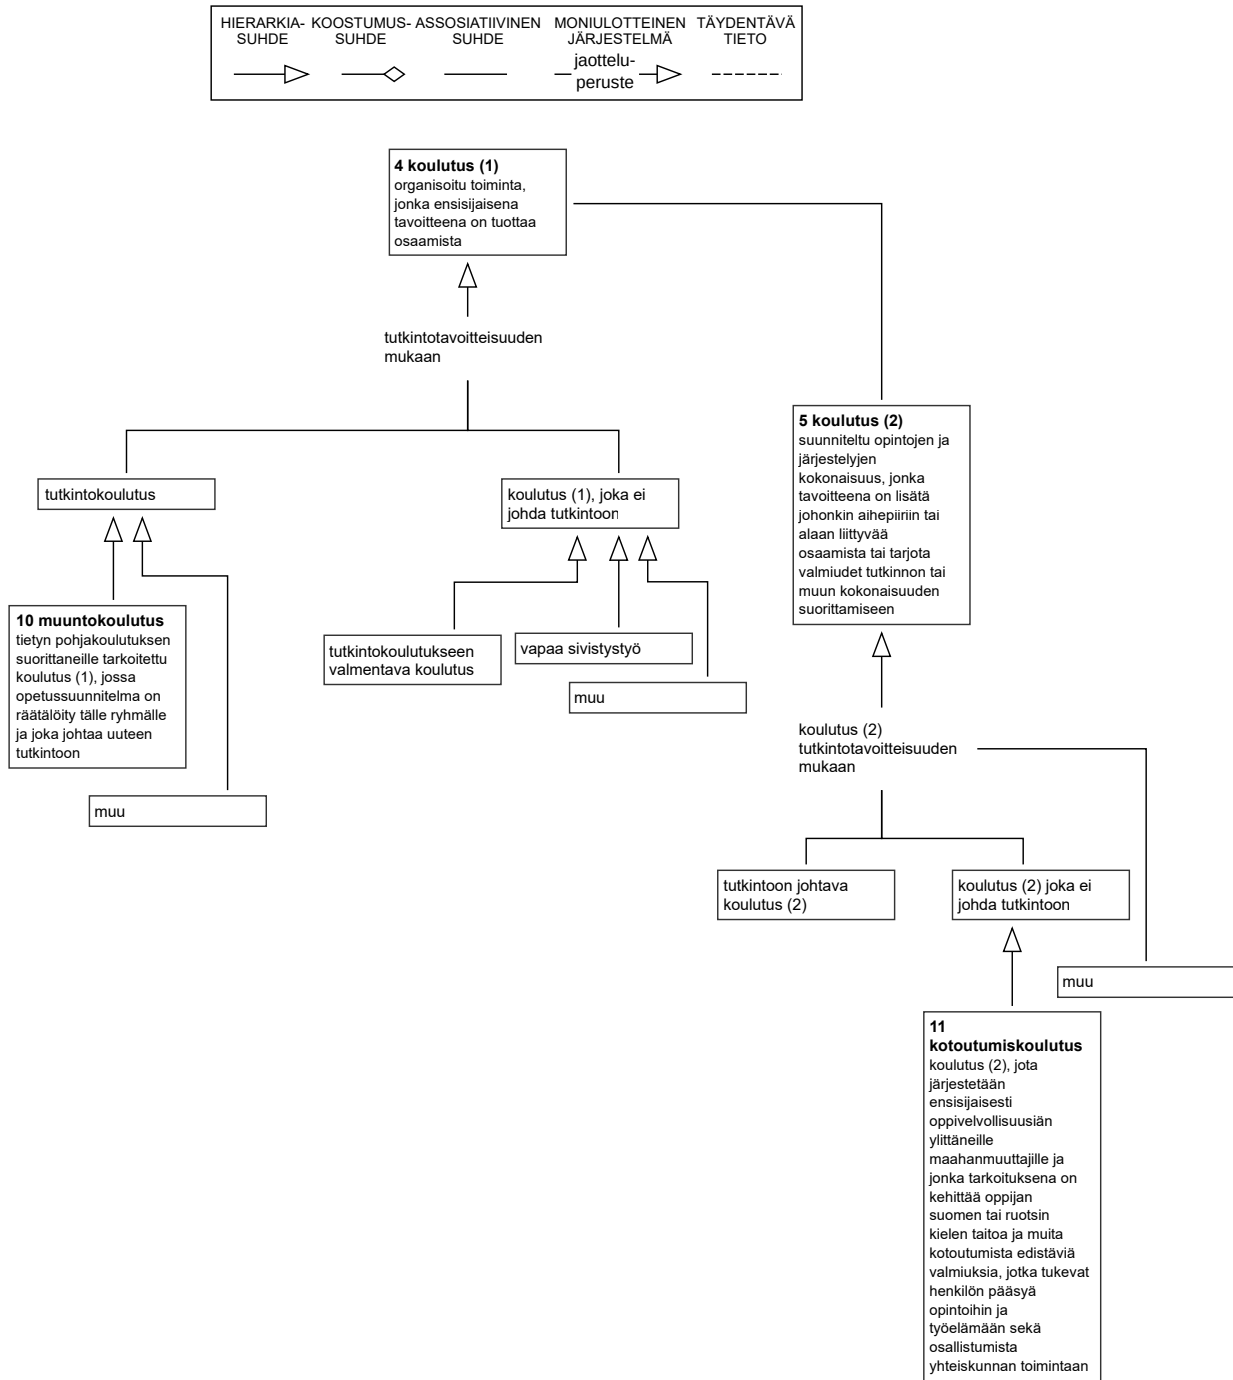 HIERARKIA-
SUHDE
KOOSTUMUS-
SUHDE
ASSOSIATIIVINEN
SUHDE
MONIULOTTEINEN
JÄRJESTELMÄ
jaottelu-
peruste
TÄYDENTÄVÄ
TIETO
4 koulutus (1)
organisoitu toiminta,
jonka ensisijaisena
tavoitteena on tuottaa
osaamista
tutkintotavoitteisuuden
mukaan
tutkintokoulutus
koulutus (1), joka ei
johda tutkintoon
10 muuntokoulutus
tietyn pohjakoulutuksen
suorittaneille tarkoitettu
koulutus (1), jossa
opetussuunnitelma on
räätälöity tälle ryhmälle
ja joka johtaa uuteen
tutkintoon
muu
tutkintokoulutukseen
valmentava koulutus
vapaa sivistystyö
muu
5 koulutus (2)
suunniteltu opintojen ja
järjestelyjen
kokonaisuus, jonka
tavoitteena on lisätä
johonkin aihepiiriin tai
alaan liittyvää
osaamista tai tarjota
valmiudet tutkinnon tai
muun kokonaisuuden
suorittamiseen
koulutus (2)
tutkintotavoitteisuuden
mukaan
tutkintoon johtava
koulutus (2)
koulutus (2) joka ei
johda tutkintoon
muu
11
kotoutumiskoulutus
koulutus (2), jota
järjestetään
ensisijaisesti
oppivelvollisuusiän
ylittäneille
maahanmuuttajille ja
jonka tarkoituksena on
kehittää oppijan
suomen tai ruotsin
kielen taitoa ja muita
kotoutumista edistäviä
valmiuksia, jotka tukevat
henkilön pääsyä
opintoihin ja
työelämään sekä
osallistumista
yhteiskunnan toimintaan